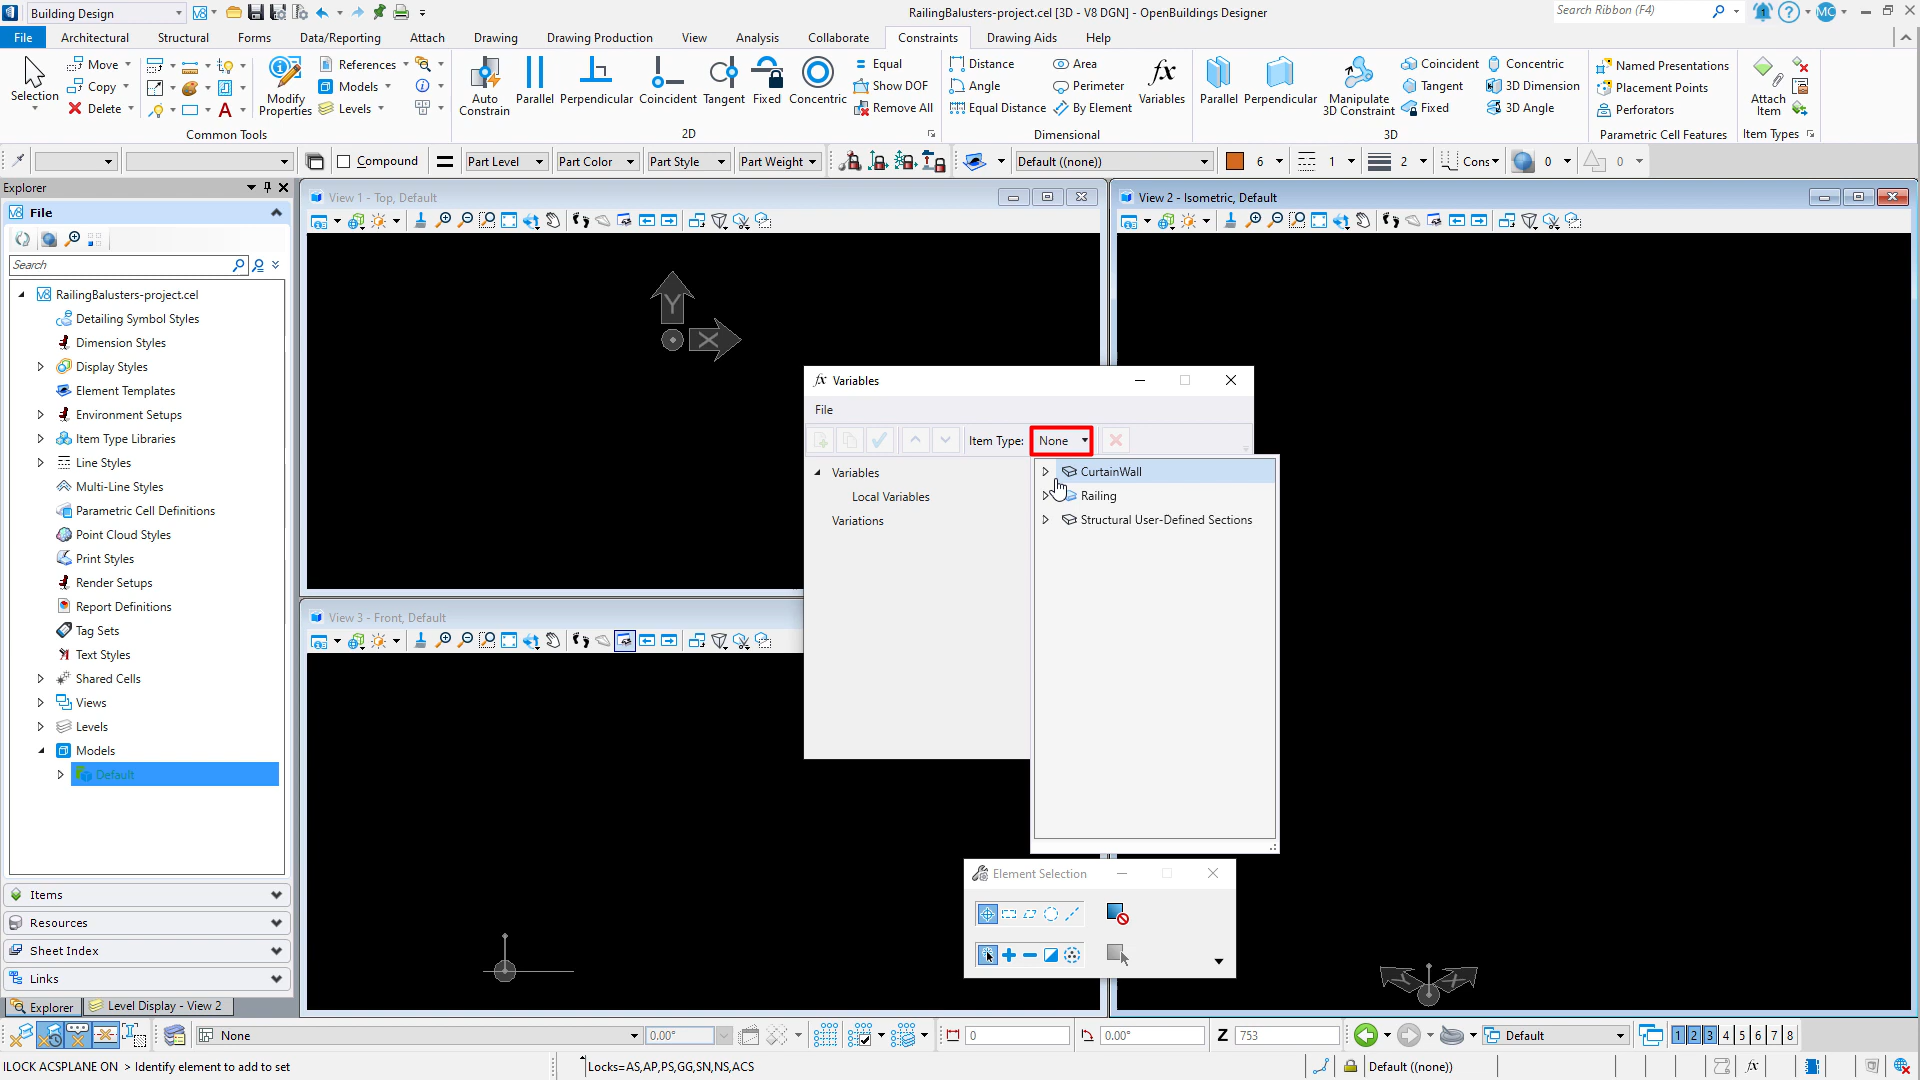 Building Design
RailingBalusters-project.cel [3D - V8 DGN] - OpenBuildings Designer
Search Ribbon (F4)
MC
File Architectural Structural Forms Data/Reporting Attach Drawing Drawing Production View Analysis Collaborate Constraints Drawing Aids Help
Selection
Move
Copy
Delete
Modify Properties
References
Models
Levels
Common Tools
Auto Constrain
Parallel
Perpendicular
Coincident
Tangent
Fixed
Concentric
Equal
Show DOF
Remove All
2D
Distance
Angle
Equal Distance
Area
Perimeter
By Element
fx
Variables
Dimensional
Parallel
Perpendicular
Manipulate 3D Constraint
Coincident
Tangent
Fixed
Concentric
3D Dimension
3D Angle
3D
Named Presentations
Placement Points
Perforators
Parametric Cell Features
Attach Item
Item Types
Compound
Part Level
Part Color
Part Style
Part Weight
Default ((none))
6
1
2
Cons
0
0
Explorer
File
Search
RailingBalusters-project.cel
Detailing Symbol Styles
Dimension Styles
Display Styles
Element Templates
Environment Setups
Item Type Libraries
Line Styles
Multi-Line Styles
Parametric Cell Definitions
Point Cloud Styles
Print Styles
Render Setups
Report Definitions
Tag Sets
Text Styles
Shared Cells
Views
Levels
Models
Default
Items
Resources
Sheet Index
Links
Explorer
Level Display - View 2
View 1 - Top, Default
Y
X
View 2 - Isometric, Default
View 3 - Front, Default
fx Variables
File
Item Type: None
Variables
Local Variables
Variations
CurtainWall
Railing
Structural User-Defined Sections
Element Selection
None
0.00°
0
0.00°
Z
753
Default
1 2 3 4 5 6 7 8
ILOCK ACSPLANE ON > Identify element to add to set
Locks=AS,AP,PS,GG,SN,NS,ACS
Default ((none))
fx